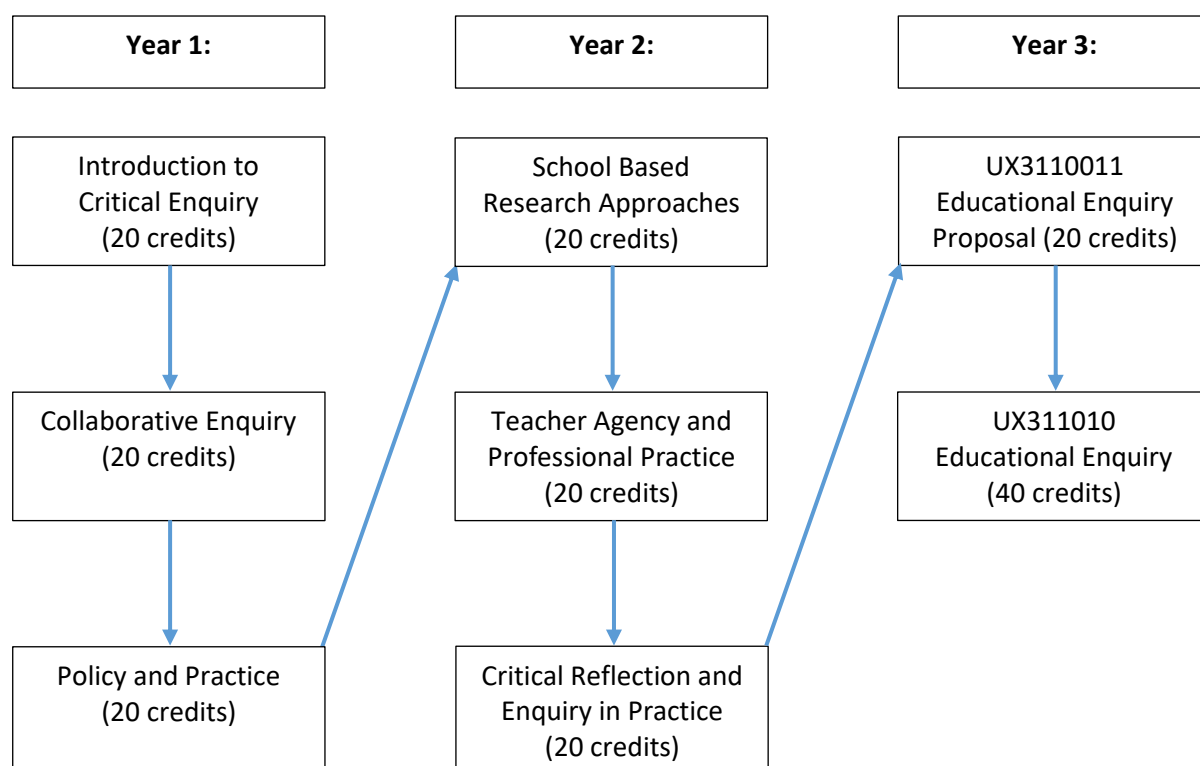 Year 1:
Introduction to
Critical Enquiry
(20 credits)
Collaborative Enquiry
(20 credits)
Policy and Practice
(20 credits)
Year 2:
School Based
Research Approaches
(20 credits)
Teacher Agency and
Professional Practice
(20 credits)
Critical Reflection and
Enquiry in Practice
(20 credits)
Year 3:
UX3110011
Educational Enquiry
Proposal (20 credits)
UX311010
Educational Enquiry
(40 credits)